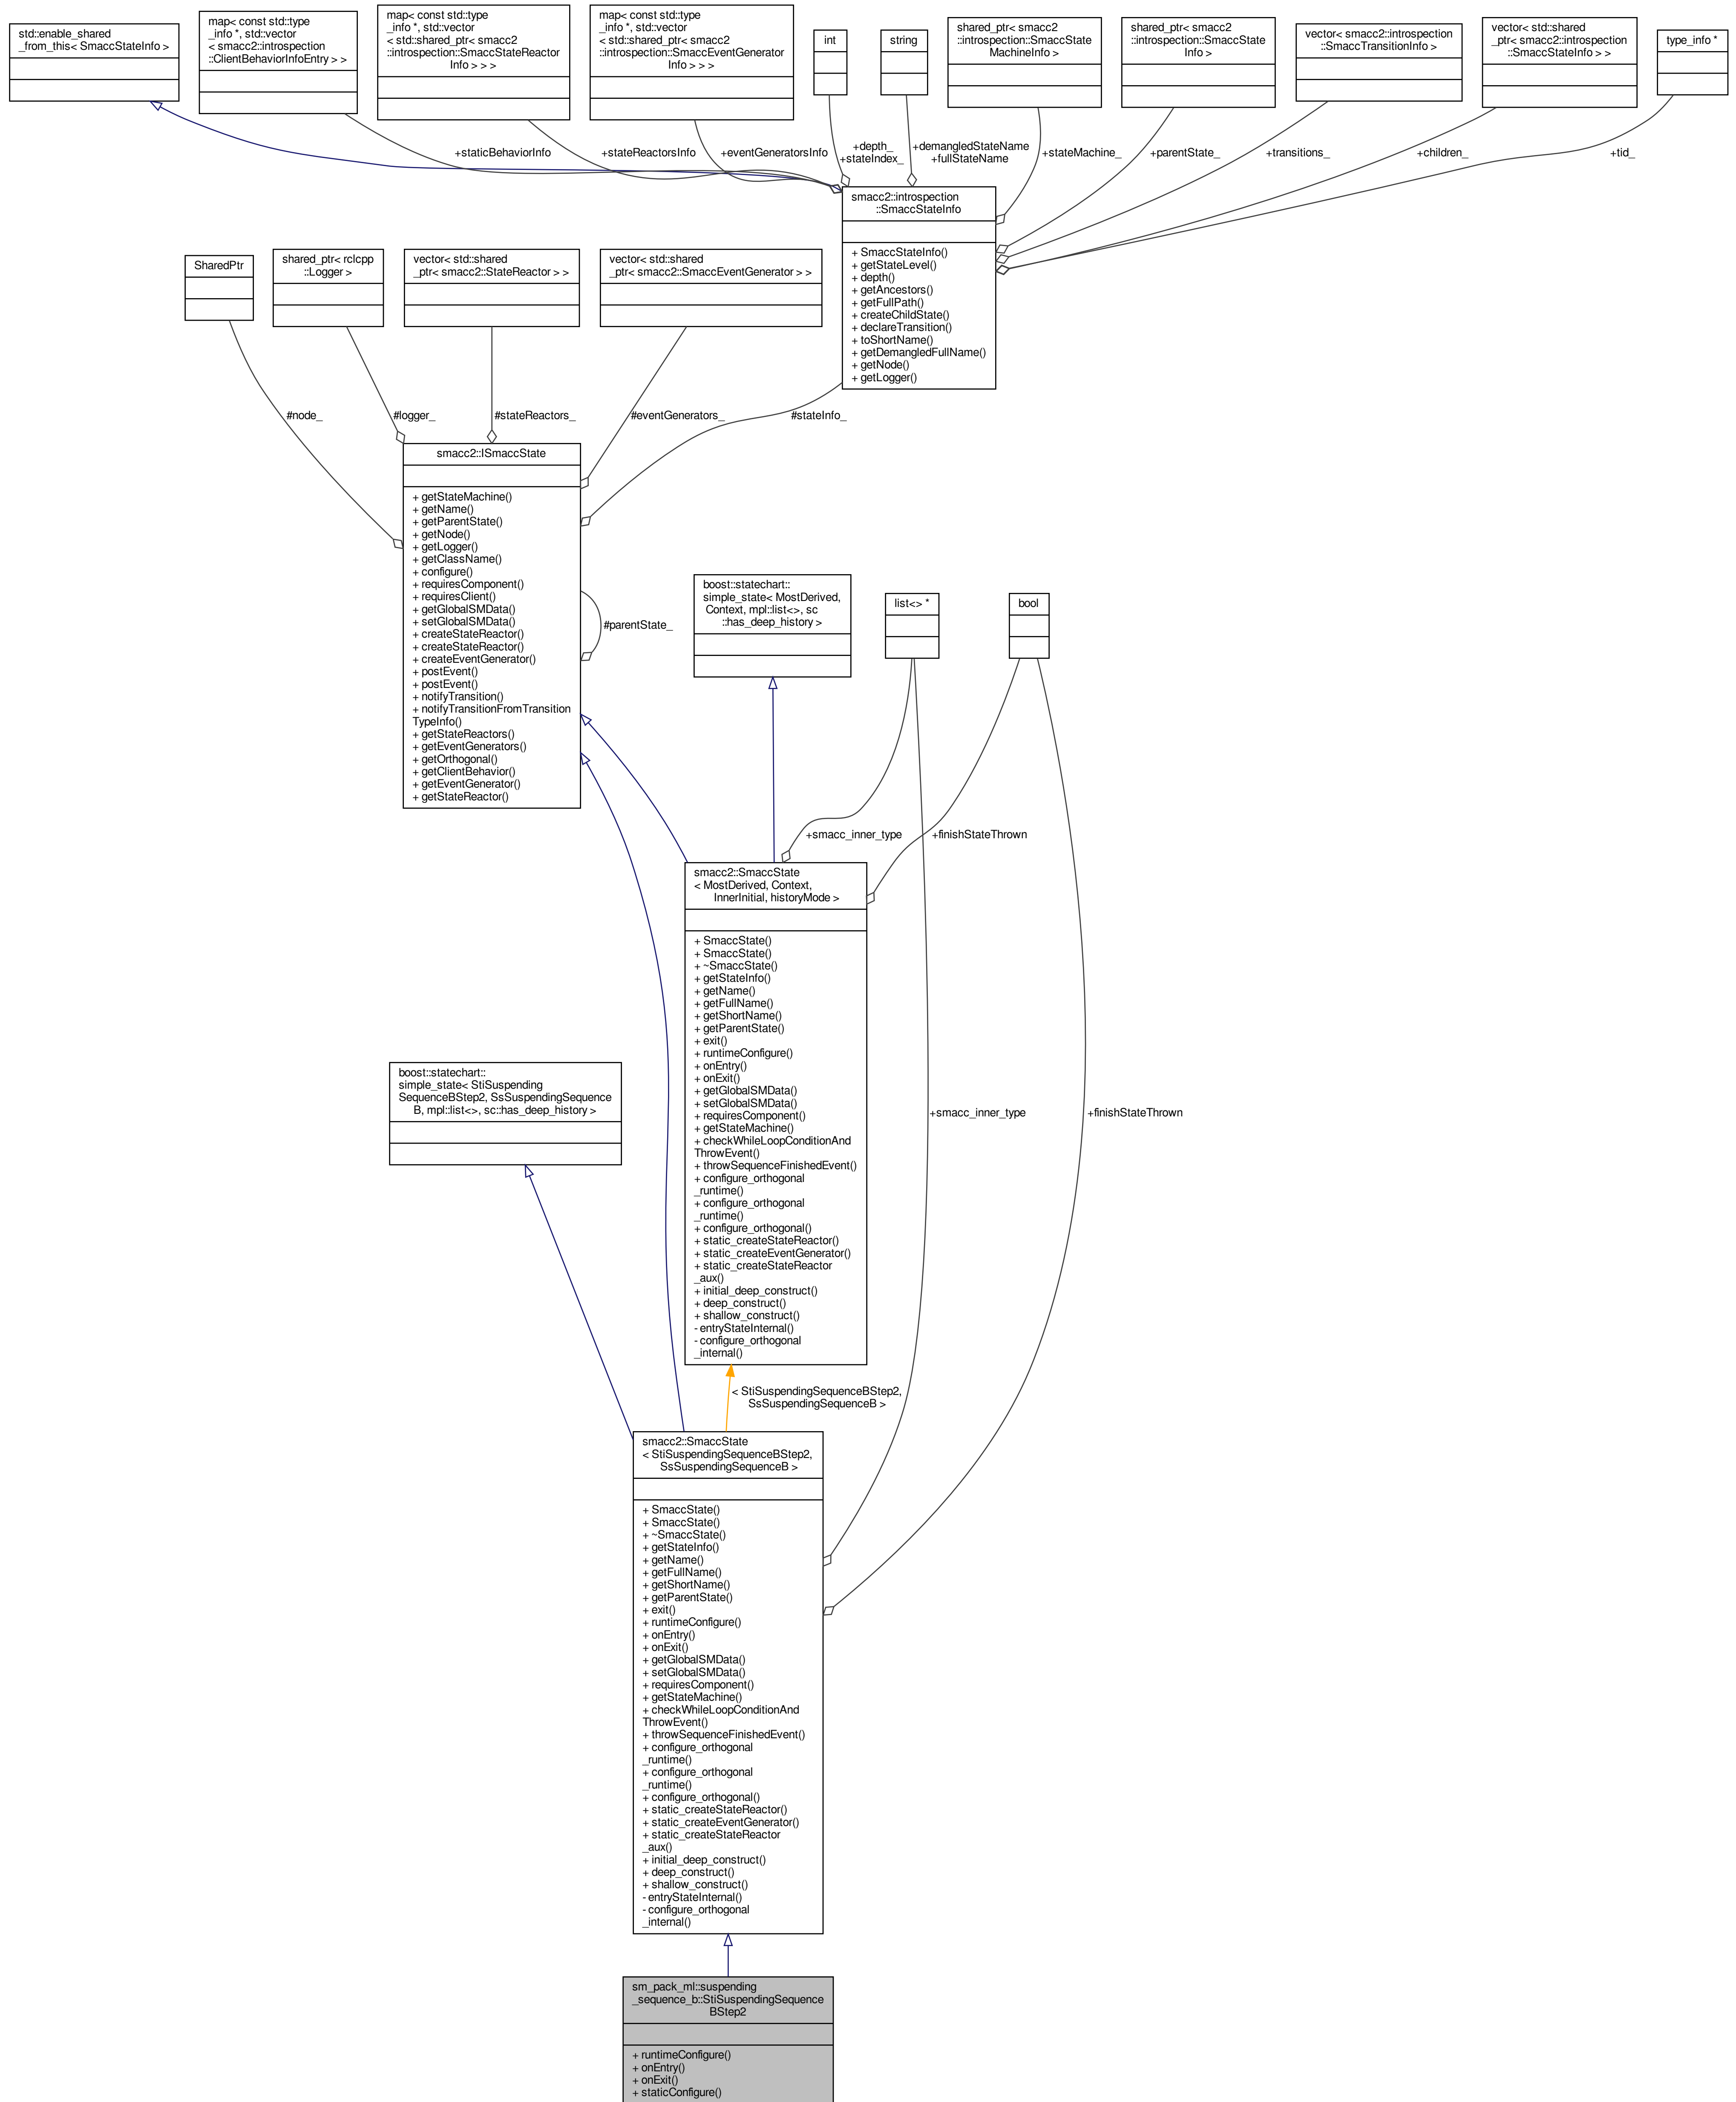 std::enable_shared
_from_this< SmaccStateInfo >
map< const std::type
_info *, std::vector
< smacc2::introspection
::ClientBehaviorInfoEntry > >
map< const std::type
_info *, std::vector
< std::shared_ptr< smacc2
::introspection::SmaccStateReactor
Info > > >
map< const std::type
_info *, std::vector
< std::shared_ptr< smacc2
::introspection::SmaccEventGenerator
Info > > >
int
string
shared_ptr< smacc2
::introspection::SmaccState
MachineInfo >
shared_ptr< smacc2
::introspection::SmaccState
Info >
vector< smacc2::introspection
::SmaccTransitionInfo >
vector< std::shared
_ptr< smacc2::introspection
::SmaccStateInfo > >
type_info *
+staticBehaviorInfo
+stateReactorsInfo
+eventGeneratorsInfo
+depth_
+stateIndex_
+demangledStateName
+fullStateName
+stateMachine_
+parentState_
+transitions_
+children_
+tid_
smacc2::introspection
::SmaccStateInfo
+ SmaccStateInfo()
+ getStateLevel()
+ depth()
+ getAncestors()
+ getFullPath()
+ createChildState()
+ declareTransition()
+ toShortName()
+ getDemangledFullName()
+ getNode()
+ getLogger()
SharedPtr
shared_ptr< rclcpp
::Logger >
vector< std::shared
_ptr< smacc2::StateReactor > >
vector< std::shared
_ptr< smacc2::SmaccEventGenerator > >
#node_
#logger_
#stateReactors_
#eventGenerators_
#stateInfo_
smacc2::ISmaccState
+ getStateMachine()
+ getName()
+ getParentState()
+ getNode()
+ getLogger()
+ getClassName()
+ configure()
+ requiresComponent()
+ requiresClient()
+ getGlobalSMData()
+ setGlobalSMData()
+ createStateReactor()
+ createStateReactor()
+ createEventGenerator()
+ postEvent()
+ postEvent()
+ notifyTransition()
+ notifyTransitionFromTransition
TypeInfo()
+ getStateReactors()
+ getEventGenerators()
+ getOrthogonal()
+ getClientBehavior()
+ getEventGenerator()
+ getStateReactor()
#parentState_
boost::statechart::
simple_state< MostDerived,
Context, mpl::list<>, sc
::has_deep_history >
list<> *
bool
+smacc_inner_type
+finishStateThrown
smacc2::SmaccState
< MostDerived, Context,
InnerInitial, historyMode >
+ SmaccState()
+ SmaccState()
+ ~SmaccState()
+ getStateInfo()
+ getName()
+ getFullName()
+ getShortName()
+ getParentState()
+ exit()
+ runtimeConfigure()
+ onEntry()
+ onExit()
+ getGlobalSMData()
+ setGlobalSMData()
+ requiresComponent()
+ getStateMachine()
+ checkWhileLoopConditionAnd
ThrowEvent()
+ throwSequenceFinishedEvent()
+ configure_orthogonal
_runtime()
+ configure_orthogonal
_runtime()
+ configure_orthogonal()
+ static_createStateReactor()
+ static_createEventGenerator()
+ static_createStateReactor
_aux()
+ initial_deep_construct()
+ deep_construct()
+ shallow_construct()
- entryStateInternal()
- configure_orthogonal
_internal()
boost::statechart::
simple_state< StiSuspending
SequenceBStep2, SsSuspendingSequence
B, mpl::list<>, sc::has_deep_history >
+smacc_inner_type
+finishStateThrown
< StiSuspendingSequenceBStep2,
SsSuspendingSequenceB >
smacc2::SmaccState
< StiSuspendingSequenceBStep2,
SsSuspendingSequenceB >
+ SmaccState()
+ SmaccState()
+ ~SmaccState()
+ getStateInfo()
+ getName()
+ getFullName()
+ getShortName()
+ getParentState()
+ exit()
+ runtimeConfigure()
+ onEntry()
+ onExit()
+ getGlobalSMData()
+ setGlobalSMData()
+ requiresComponent()
+ getStateMachine()
+ checkWhileLoopConditionAnd
ThrowEvent()
+ throwSequenceFinishedEvent()
+ configure_orthogonal
_runtime()
+ configure_orthogonal
_runtime()
+ configure_orthogonal()
+ static_createStateReactor()
+ static_createEventGenerator()
+ static_createStateReactor
_aux()
+ initial_deep_construct()
+ deep_construct()
+ shallow_construct()
- entryStateInternal()
- configure_orthogonal
_internal()
sm_pack_ml::suspending
_sequence_b::StiSuspendingSequence
BStep2
+ runtimeConfigure()
+ onEntry()
+ onExit()
+ staticConfigure()